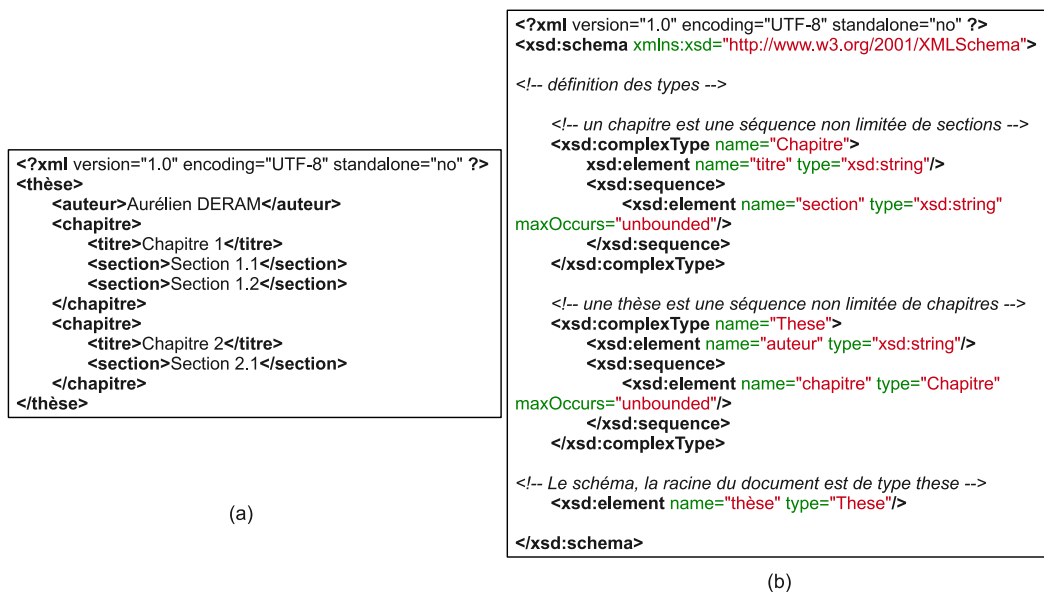 <?xml version="1.0" encoding="UTF-8" standalone="no" ?>
<thèse>
<auteur>Aurélien DERAM</auteur>
<chapitre>
<titre>Chapitre 1</titre>
<section>Section 1.1</section>
<section>Section 1.2</section>
</chapitre>
<chapitre>
<titre>Chapitre 2</titre>
<section>Section 2.1</section>
</chapitre>
</thèse>
(a)
<?xml version="1.0" encoding="UTF-8" standalone="no" ?>
<xsd:schema xmlns:xsd="http://www.w3.org/2001/XMLSchema">
<!-- définition des types -->
<!-- un chapitre est une séquence non limitée de sections -->
<xsd:complexType name="Chapitre">
xsd:element name="titre" type="xsd:string"/>
<xsd:sequence>
<xsd:element name="section" type="xsd:string"
maxOccurs="unbounded"/>
</xsd:sequence>
</xsd:complexType>
<!-- une thèse est une séquence non limitée de chapitres -->
<xsd:complexType name="These">
<xsd:element name="auteur" type="xsd:string"/>
<xsd:sequence>
<xsd:element name="chapitre" type="Chapitre"
maxOccurs="unbounded"/>
</xsd:sequence>
</xsd:complexType>
<!-- Le schéma, la racine du document est de type these -->
<xsd:element name="thèse" type="These"/>
</xsd:schema>
(b)